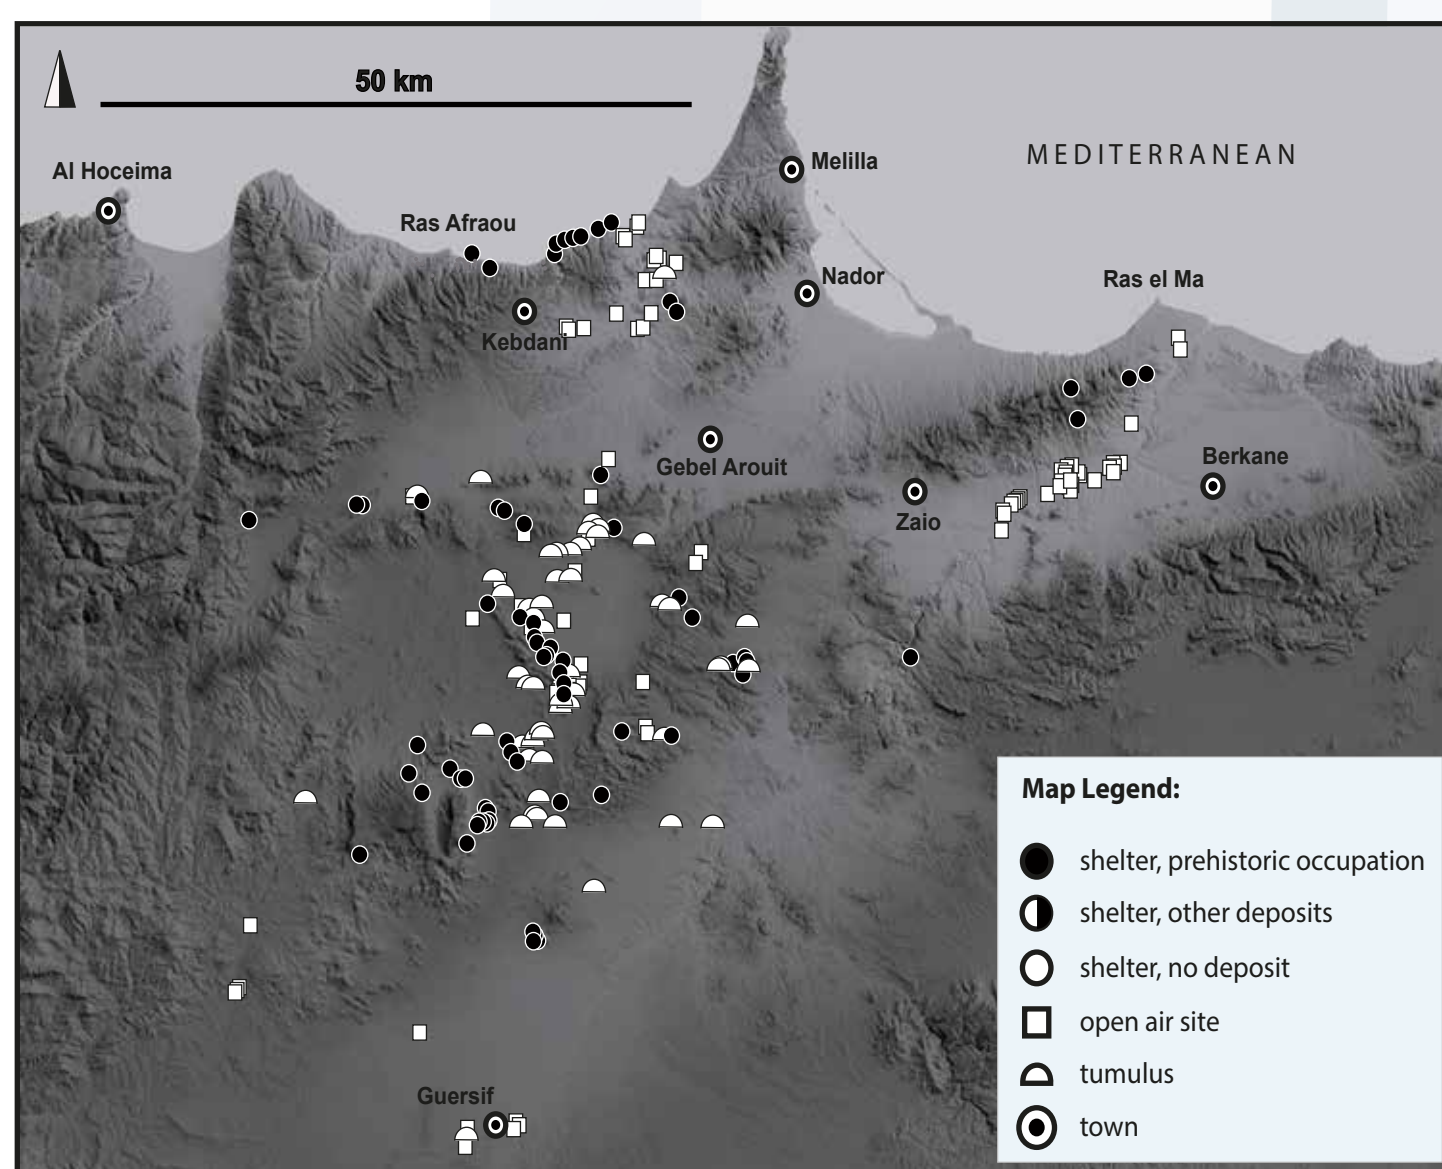 50 km
MEDITERRANEAN
Melilla
Al Hoceima
Ras Afraou
Nador
Ras el Ma
Kebdani
Gebel Arouit
Berkane
Zaio
Map Legend:
shelter, prehistoric occupation
shelter, other deposits
shelter, no deposit
open air site
tumulus
town
Guersif